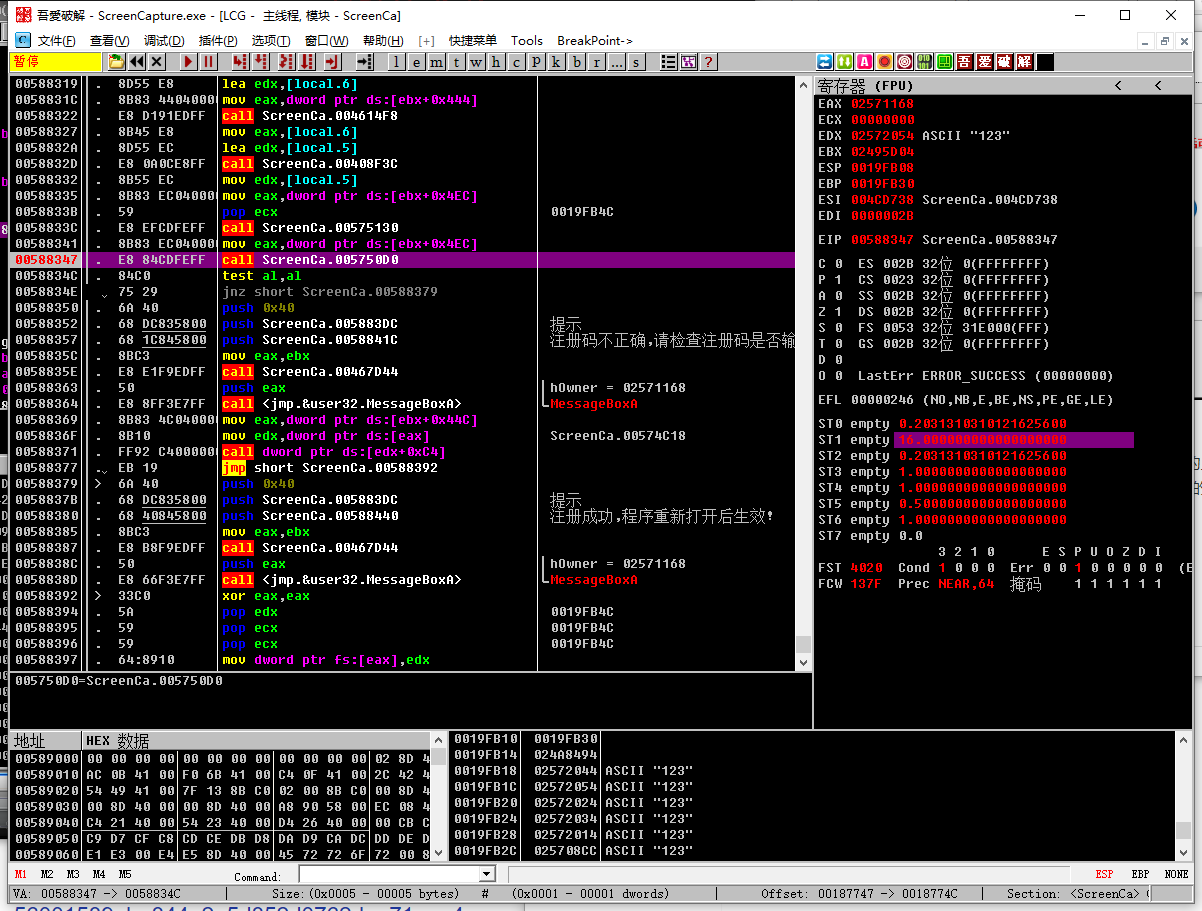 吾愛破解 - ScreenCapture.exe - [LCG - 主线程, 模块 - ScreenCa]
文件(F) 查看(V) 调试(D) 插件(P) 选项(T) 窗口(W) 帮助(H) [+] 快捷菜单 Tools BreakPoint->
暂停 l e m t w h c p k b r ... s ? 吾 爱 破 解
00588319 . 8D55 E8 lea edx,[local.6]
0058831C . 8B83 44040000 mov eax,dword ptr ds:[ebx+0x444]
00588322 . E8 D191EDFF call ScreenCa.004614F8
00588327 . 8B45 E8 mov eax,[local.6]
0058832A . 8D55 EC lea edx,[local.5]
0058832D . E8 0A0CE8FF call ScreenCa.00408F3C
00588332 . 8B55 EC mov edx,[local.5]
00588335 . 8B83 EC040000 mov eax,dword ptr ds:[ebx+0x4EC]
0058833B . 59 pop ecx 0019FB4C
0058833C . E8 EFCDFEFF call ScreenCa.00575130
00588341 . 8B83 EC040000 mov eax,dword ptr ds:[ebx+0x4EC]
00588347 . E8 84CDFEFF call ScreenCa.005750D0
0058834C . 84C0 test al,al
0058834E . 75 29 jnz short ScreenCa.00588379
00588350 . 6A 40 push 0x40
00588352 . 68 DC835800 push ScreenCa.005883DC 提示
00588357 . 68 1C845800 push ScreenCa.0058841C 注册码不正确,请检查注册码是否输
0058835C . 8BC3 mov eax,ebx
0058835E . E8 E1F9EDFF call ScreenCa.00467D44
00588363 . 50 push eax hOwner = 02571168
00588364 . E8 8FF3E7FF call <jmp.&user32.MessageBoxA> MessageBoxA
00588369 . 8B83 4C040000 mov eax,dword ptr ds:[ebx+0x44C]
0058836F . 8B10 mov edx,dword ptr ds:[eax] ScreenCa.00574C18
00588371 . FF92 C4000000 call dword ptr ds:[edx+0xC4]
00588377 . EB 19 jmp short ScreenCa.00588392
00588379 > 6A 40 push 0x40
0058837B . 68 DC835800 push ScreenCa.005883DC 提示
00588380 . 68 40845800 push ScreenCa.00588440 注册成功,程序重新打开后生效!
00588385 . 8BC3 mov eax,ebx
00588387 . E8 B8F9EDFF call ScreenCa.00467D44
0058838C . 50 push eax hOwner = 02571168
0058838D . E8 66F3E7FF call <jmp.&user32.MessageBoxA> MessageBoxA
00588392 > 33C0 xor eax,eax
00588394 . 5A pop edx 0019FB4C
00588395 . 59 pop ecx 0019FB4C
00588396 . 59 pop ecx 0019FB4C
00588397 . 64:8910 mov dword ptr fs:[eax],edx
005750D0=ScreenCa.005750D0
寄存器 (FPU) < <
EAX 02571168
ECX 00000000
EDX 02572054 ASCII "123"
EBX 02495D04
ESP 0019FB08
EBP 0019FB30
ESI 004CD738 ScreenCa.004CD738
EDI 0000002B
EIP 00588347 ScreenCa.00588347
C 0 ES 002B 32位 0(FFFFFFFF)
P 1 CS 0023 32位 0(FFFFFFFF)
A 0 SS 002B 32位 0(FFFFFFFF)
Z 1 DS 002B 32位 0(FFFFFFFF)
S 0 FS 0053 32位 31E000(FFF)
T 0 GS 002B 32位 0(FFFFFFFF)
D 0
O 0 LastErr ERROR_SUCCESS (00000000)
EFL 00000246 (NO,NB,E,BE,NS,PE,GE,LE)
ST0 empty 0.2031310310121625600
ST1 empty 16.000000000000000000
ST2 empty 0.2031310310121625600
ST3 empty 1.0000000000000000000
ST4 empty 1.0000000000000000000
ST5 empty 0.5000000000000000000
ST6 empty 1.0000000000000000000
ST7 empty 0.0
3 2 1 0 E S P U O Z D I
FST 4020 Cond 1 0 0 0 Err 0 0 1 0 0 0 0 0 (E
FCW 137F Prec NEAR,64 掩码 1 1 1 1 1 1
地址 HEX 数据
00589000 00 00 00 00 00 00 00 00 00 00 00 00 02 8D 4
00589010 AC 0B 41 00 F0 6B 41 00 C4 0F 41 00 2C 42 4
00589020 54 49 41 00 7F 13 8B C0 02 00 8B C0 00 8D 4
00589030 00 8D 40 00 00 8D 40 00 A8 90 58 00 EC 08 4
00589040 C4 21 40 00 54 23 40 00 D4 26 40 00 00 CB C
00589050 C9 D7 CF C8 CD CE DB D8 DA D9 CA DC DD DE D
00589060 E1 E3 00 E4 E5 8D 40 00 45 72 72 6F 72 00 8
0019FB10 0019FB30
0019FB14 024A8494
0019FB18 02572044 ASCII "123"
0019FB1C 02572054 ASCII "123"
0019FB20 02572024 ASCII "123"
0019FB24 02572034 ASCII "123"
0019FB28 02572014 ASCII "123"
0019FB2C 025708CC ASCII "123"
M1 M2 M3 M4 M5 Command: ESP EBP NONE
VA: 00588347 -> 0058834C Size:(0x0005 - 00005 bytes) # (0x0001 - 00001 dwords) Offset: 00187747 -> 0018774C Section: <ScreenCa>